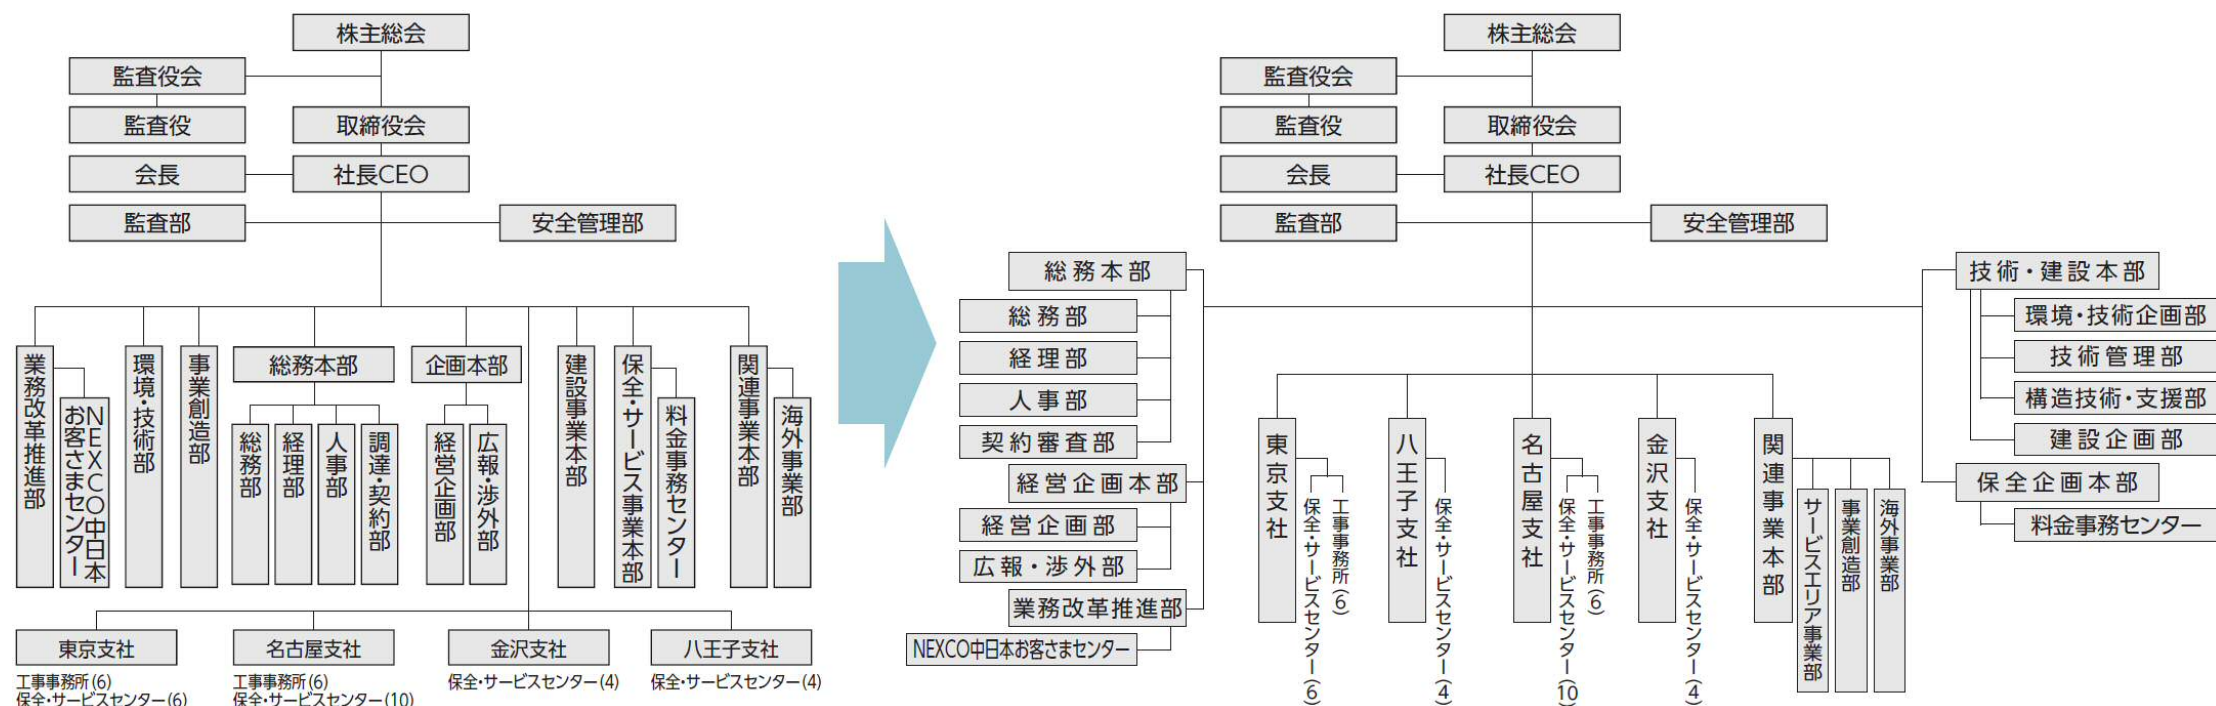 株主総会
監査役会
監査役
取締役会
会長
社長CEO
監査部
安全管理部
業務改革推進部
NEXCO中日本
お客さまセンター
環境・技術部
事業創造部
総務本部
総務部
経理部
人事部
調達・契約部
企画本部
経営企画部
広報・渉外部
建設事業本部
保全・サービス事業本部
料金事務センター
関連事業本部
海外事業部
東京支社
工事事務所(6)
保全・サービスセンター(6)
名古屋支社
工事事務所(6)
保全・サービスセンター(10)
金沢支社
保全・サービスセンター(4)
八王子支社
保全・サービスセンター(4)
株主総会
監査役会
監査役
取締役会
会長
社長CEO
監査部
安全管理部
総務本部
総務部
経理部
人事部
契約審査部
経営企画本部
経営企画部
広報・渉外部
業務改革推進部
NEXCO中日本お客さまセンター
東京支社
工事事務所(6)
保全・サービスセンター(6)
八王子支社
保全・サービスセンター(4)
名古屋支社
工事事務所(6)
保全・サービスセンター(10)
金沢支社
保全・サービスセンター(4)
関連事業本部
サービスエリア事業部
事業創造部
海外事業部
技術・建設本部
環境・技術企画部
技術管理部
構造技術・支援部
建設企画部
保全企画本部
料金事務センター